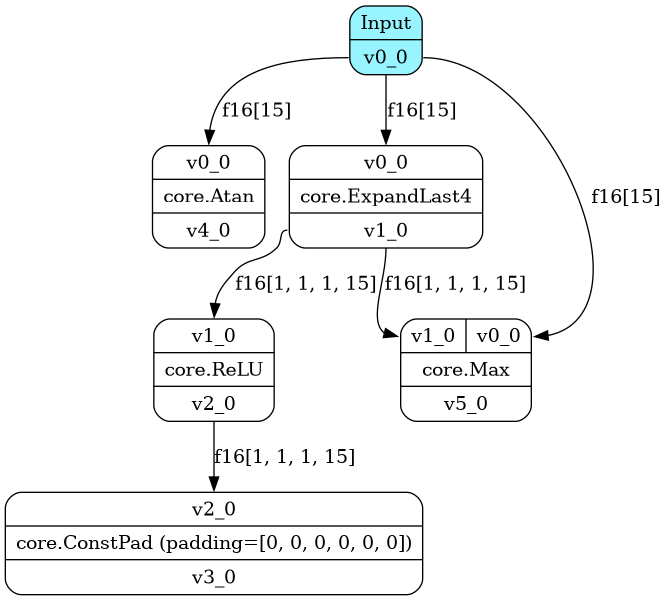 Input
v0_0
f16[15]
f16[15]
f16[15]
v0_0
core.Atan
v4_0
v0_0
core.ExpandLast4
v1_0
f16[1, 1, 1, 15]
f16[1, 1, 1, 15]
v1_0
core.ReLU
v2_0
v1_0 v0_0
core.Max
v5_0
f16[1, 1, 1, 15]
v2_0
core.ConstPad (padding=[0, 0, 0, 0, 0, 0])
v3_0